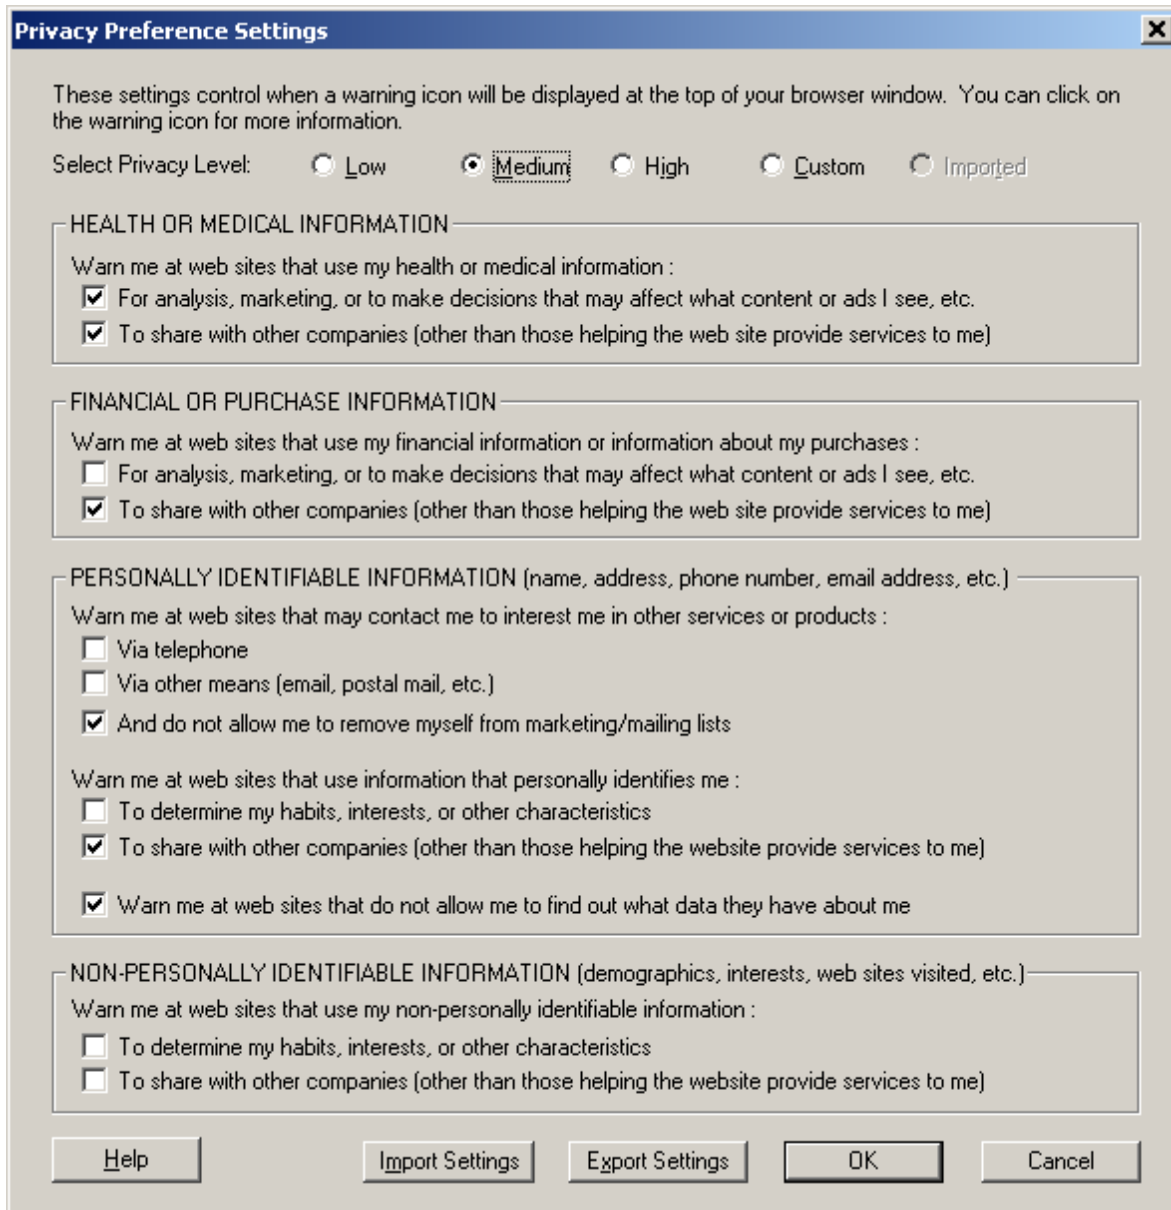 Privacy Preference Settings
These settings control when a warning icon will be displayed at the top of your browser window.  You can click on
the warning icon for more information.
Select Privacy Level: Low Medium High Custom Imported
HEALTH OR MEDICAL INFORMATION
Warn me at web sites that use my health or medical information :
For analysis, marketing, or to make decisions that may affect what content or ads I see, etc.
To share with other companies (other than those helping the web site provide services to me)
FINANCIAL OR PURCHASE INFORMATION
Warn me at web sites that use my financial information or information about my purchases :
For analysis, marketing, or to make decisions that may affect what content or ads I see, etc.
To share with other companies (other than those helping the web site provide services to me)
PERSONALLY IDENTIFIABLE INFORMATION (name, address, phone number, email address, etc.)
Warn me at web sites that may contact me to interest me in other services or products :
Via telephone
Via other means (email, postal mail, etc.)
And do not allow me to remove myself from marketing/mailing lists
Warn me at web sites that use information that personally identifies me :
To determine my habits, interests, or other characteristics
To share with other companies (other than those helping the website provide services to me)
Warn me at web sites that do not allow me to find out what data they have about me
NON-PERSONALLY IDENTIFIABLE INFORMATION (demographics, interests, web sites visited, etc.)
Warn me at web sites that use my non-personally identifiable information :
To determine my habits, interests, or other characteristics
To share with other companies (other than those helping the website provide services to me)
Help Import Settings Export Settings OK Cancel